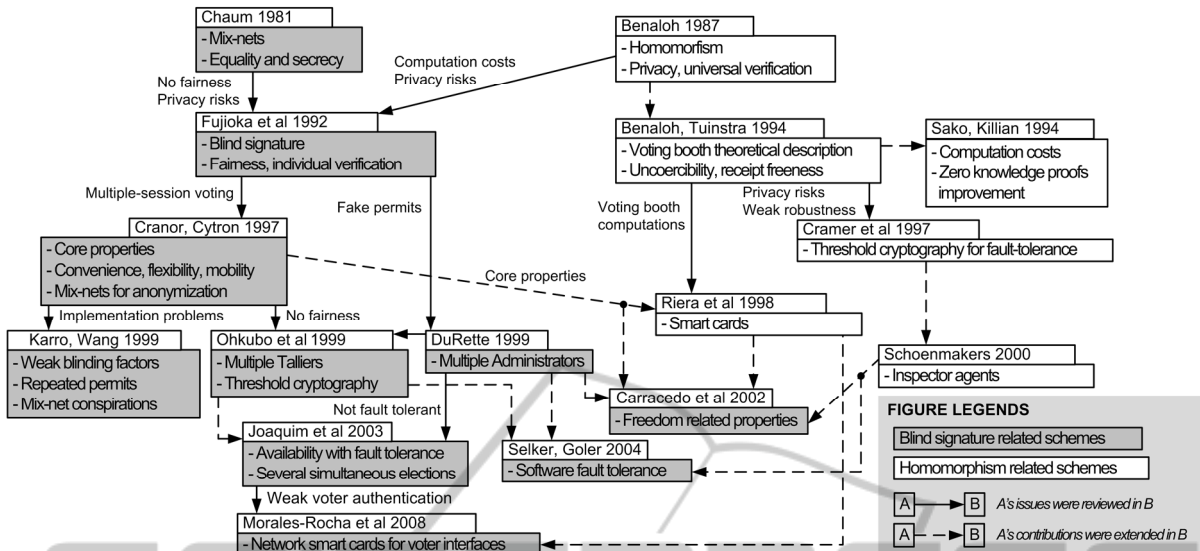 Chaum 1981
- Mix-nets
- Equality and secrecy
Benaloh 1987
- Homomorfism
- Privacy, universal verification
Computation costs
Privacy risks
No fairness
Privacy risks
Fujioka et al 1992
- Blind signature
- Fairness, individual verification
Benaloh, Tuinstra 1994
- Voting booth theoretical description
- Uncoercibility, receipt freeness
Sako, Killian 1994
- Computation costs
- Zero knowledge proofs
improvement
Multiple-session voting
Fake permits
Voting booth
computations
Privacy risks
Weak robustness
Cranor, Cytron 1997
- Core properties
- Convenience, flexibility, mobility
- Mix-nets for anonymization
Cramer et al 1997
- Threshold cryptography for fault-tolerance
Core properties
Riera et al 1998
- Smart cards
Implementation problems
No fairness
Karro, Wang 1999
- Weak blinding factors
- Repeated permits
- Mix-net conspirations
Ohkubo et al 1999
- Multiple Talliers
- Threshold cryptography
DuRette 1999
- Multiple Administrators
Schoenmakers 2000
- Inspector agents
Not fault tolerant
Carracedo et al 2002
- Freedom related properties
Joaquim et al 2003
- Availability with fault tolerance
- Several simultaneous elections
Selker, Goler 2004
- Software fault tolerance
Weak voter authentication
Morales-Rocha et al 2008
- Network smart cards for voter interfaces
FIGURE LEGENDS
Blind signature related schemes
Homomorphism related schemes
A B A's issues were reviewed in B
A B A's contributions were extended in B